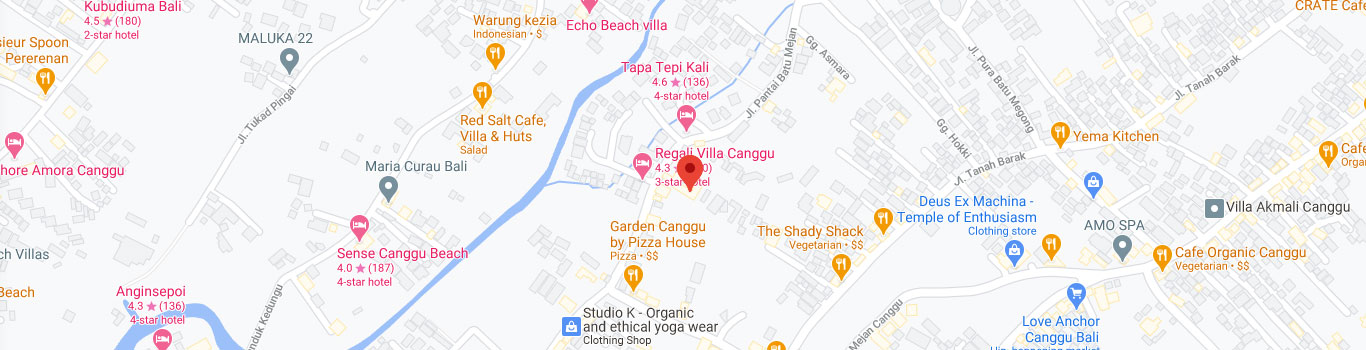 Kubudiuma Bali
4.5 ★ (180)
2-star hotel
MALUKA 22
Warung kezia
Indonesian • $
Echo Beach villa
CRATE Cafe
sieur Spoon
Pererenan
Tapa Tepi Kali
4.6 ★ (136)
4-star hotel
Jl. Pantai Batu Mejan
Gg. Asmara
Jl. Pura Batu Megong
Jl. Tanah Barak
Jl. Tukad Pingai
Red Salt Cafe,
Villa & Huts
Salad
Gg. Hokki
Yema Kitchen
Cafe
Organ
hore Amora Canggu
Maria Curau Bali
Regali Villa Canggu
4.3
0)
3-star hotel
Jl. Tanah Barak
Deus Ex Machina -
Temple of Enthusiasm
Clothing store
Villa Akmali Canggu
ch Villas
Sense Canggu Beach
4.0 ★ (187)
4-star hotel
Garden Canggu
by Pizza House
Pizza • $$
The Shady Shack
Vegetarian • $$
AMO SPA
Cafe Organic Canggu
Vegetarian • $$
Beach
Anginsepoi
4.3 ★ (136)
4-star hotel
nduk Kedungu
Studio K - Organic
and ethical yoga wear
Clothing Shop
Mejan Canggu
Love Anchor
Canggu Bali